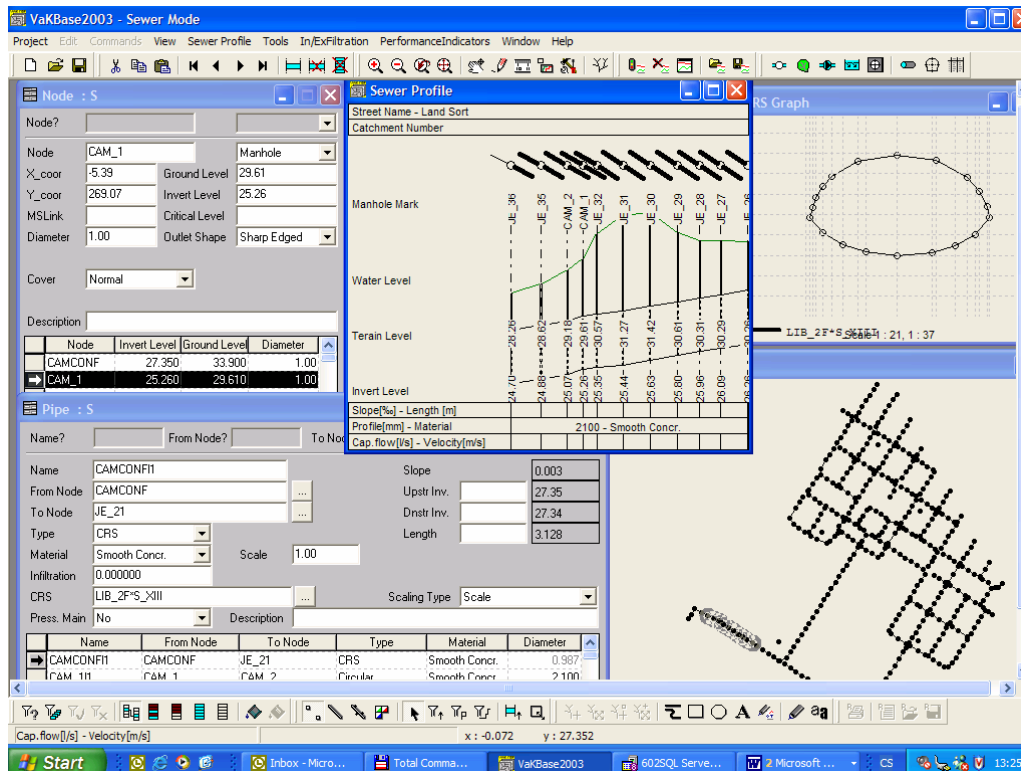 VaKBase2003 - Sewer Mode
Project Edit Commands View Sewer Profile Tools In/ExFiltration PerformanceIndicators Window Help
Node : S
Node?
Node CAM_1 Manhole
X_coor -5.39 Ground Level 29.61
Y_coor 269.07 Invert Level 25.26
MSLink Critical Level
Diameter 1.00 Outlet Shape Sharp Edged
Cover Normal
Description
Node Invert Level Ground Level Diameter
CAMCONF 27.350 33.900 1.00
CAM_1 25.260 29.610 1.00
Sewer Profile
Street Name - Land Sort
Catchment Number
Manhole Mark
JE_36 JE_35 CAM_2 CAM_1 JE_32 JE_31 JE_30 JE_29 JE_28 JE_27
Water Level
Terain Level
28.26 28.62 29.18 29.61 30.57 31.27 31.42 30.61 30.31 30.29
Invert Level
24.70 24.88 25.07 25.26 25.35 25.44 25.63 25.80 25.96 26.09 26.26
Slope[‰] - Length [m]
Profile[mm] - Material 2100 - Smooth Concr.
Cap.flow[l/s] - Velocity[m/s]
RS Graph
LIB_2F*S_XIII
Scale 1 : 21, 1 : 37
Pipe : S
Name? From Node? To Nod
Name CAMCONFI1 Slope 0.003
From Node CAMCONF ... Upstr Inv. 27.35
To Node JE_21 ... Dnstr Inv. 27.34
Type CRS Length 3.128
Material Smooth Concr. Scale 1.00
Infiltration 0.000000
CRS LIB_2F*S_XIII ... Scaling Type Scale
Press. Main No Description
Name From Node To Node Type Material Diameter
CAMCONFI1 CAMCONF JE_21 CRS Smooth Concr. 0.987
CAM_1I1 CAM_1 CAM_2 Circular Smooth Concr. 2.100
Cap.flow[l/s] - Velocity[m/s] x : -0.072 y : 27.352
Start Inbox - Micro... Total Comma... VaKBase2003 602SQL Serve... 2 Microsoft ... CS 13:25